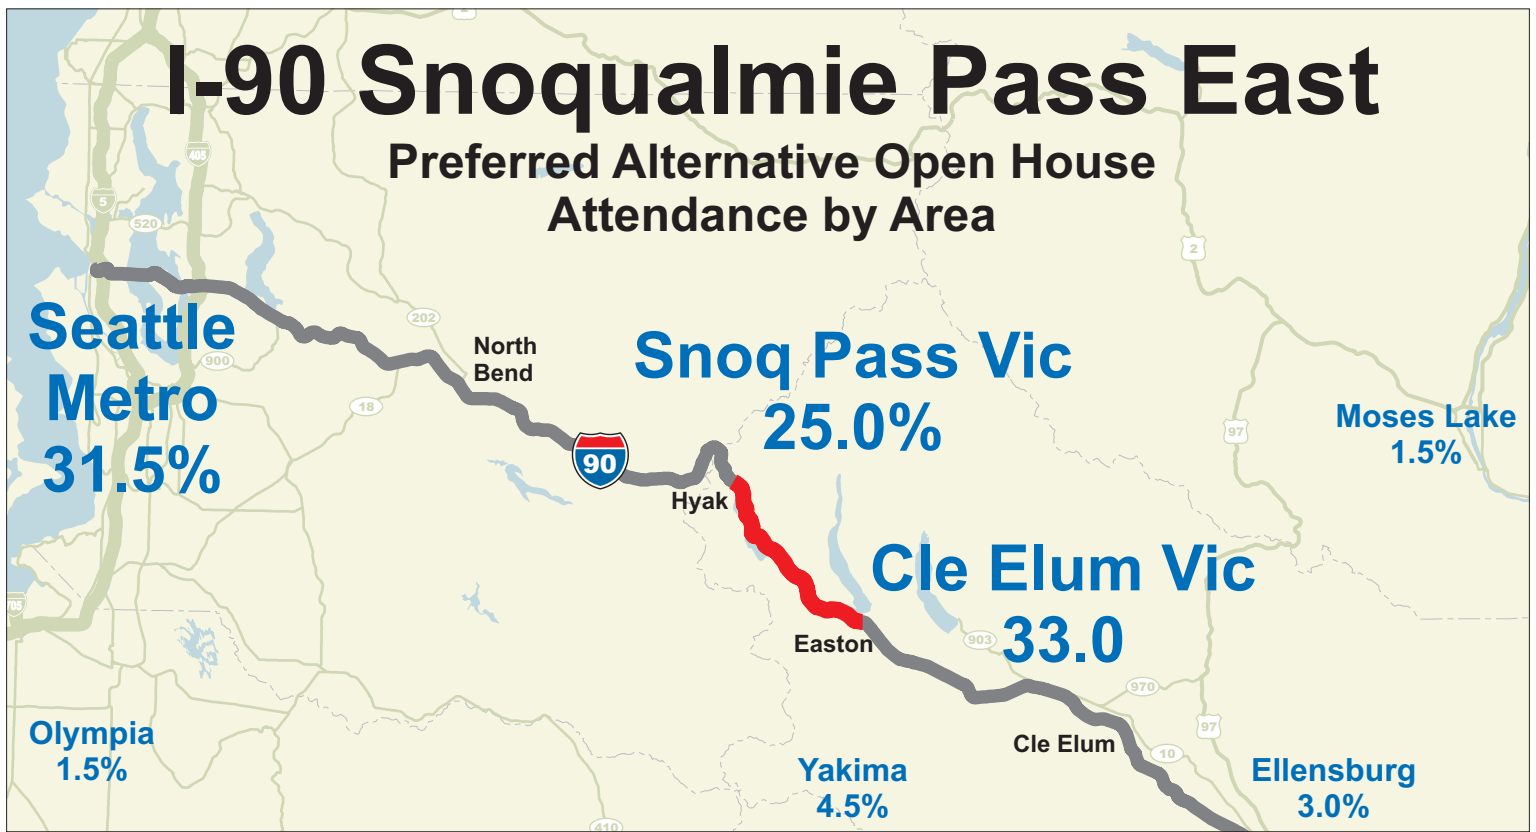 I-90 Snoqualmie Pass East
Preferred Alternative Open House
Attendance by Area
2
405
5
520
2
Seattle
Metro
31.5%
202
900
18
North
Bend
Snoq Pass Vic
25.0%
97
Moses Lake
1.5%
90
Hyak
Cle Elum Vic
33.0
705
Easton
903
970
97
Olympia
1.5%
Cle Elum
10
Yakima
4.5%
Ellensburg
3.0%
410